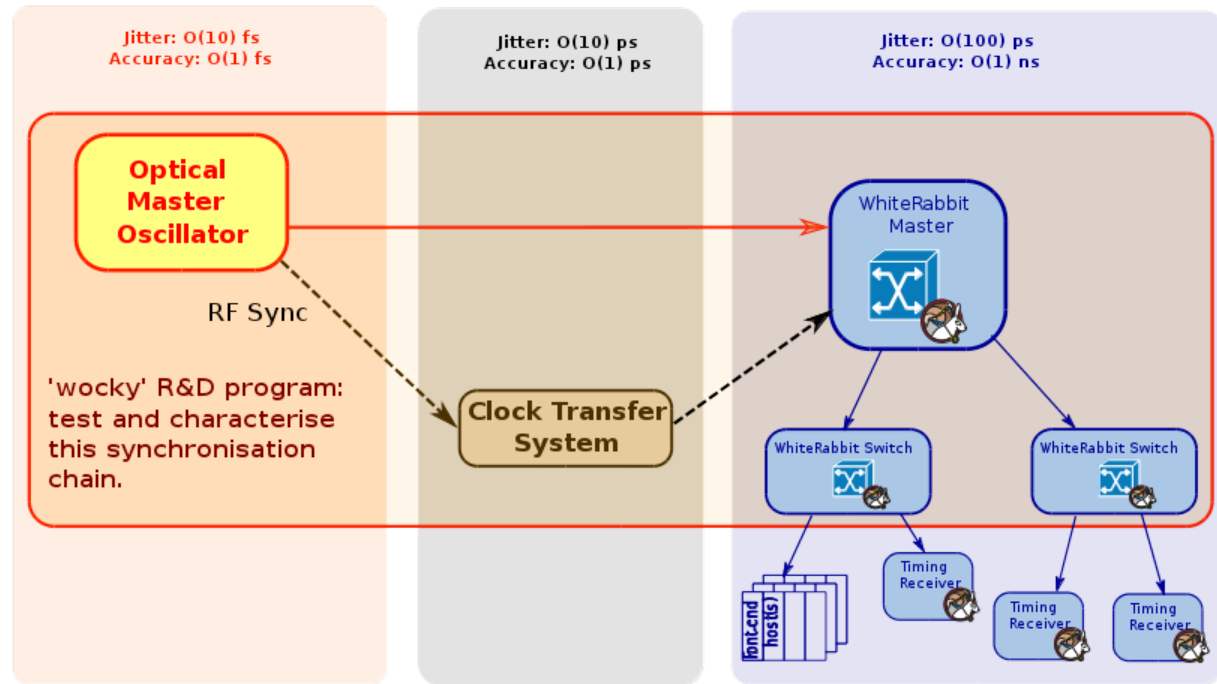 Jitter: O(10) fs
Accuracy: O(1) fs
Jitter: O(10) ps
Accuracy: O(1) ps
Jitter: O(100) ps
Accuracy: O(1) ns
Optical
Master
Oscillator
WhiteRabbit
Master
RF Sync
'wocky' R&D program:
test and characterise
this synchronisation
chain.
Clock Transfer
System
WhiteRabbit Switch
WhiteRabbit Switch
font-end
host(s)
Timing
Receiver
Timing
Receiver
Timing
Receiver